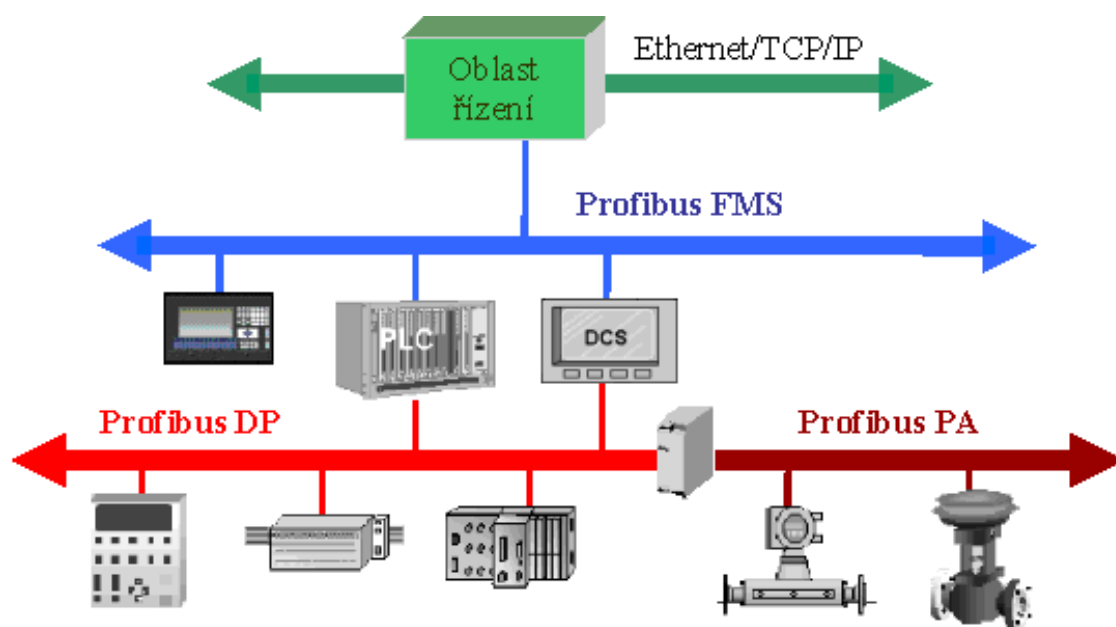 Oblast
řízení
Ethernet/TCP/IP
Profibus FMS
PLC
DCS
Profibus DP
Profibus PA